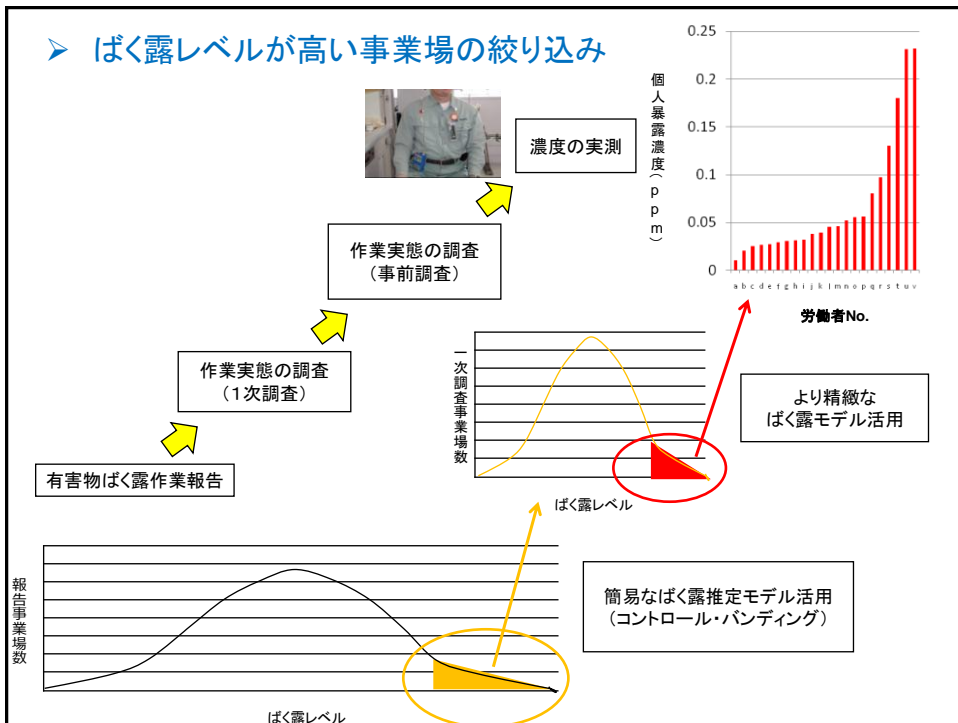 ➢ ばく露レベルが高い事業場の絞り込み
濃度の実測
作業実態の調査
（事前調査）
作業実態の調査
（１次調査）
有害物ばく露作業報告
個人暴露濃度（ppm）
0.25
0.2
0.15
0.1
0.05
0
a b c d e f g h i j k l m n o p q r s t u v
労働者No.
一次調査事業場数
ばく露レベル
より精緻な
ばく露モデル活用
報告事業場数
ばく露レベル
簡易なばく露推定モデル活用
（コントロール・バンディング）